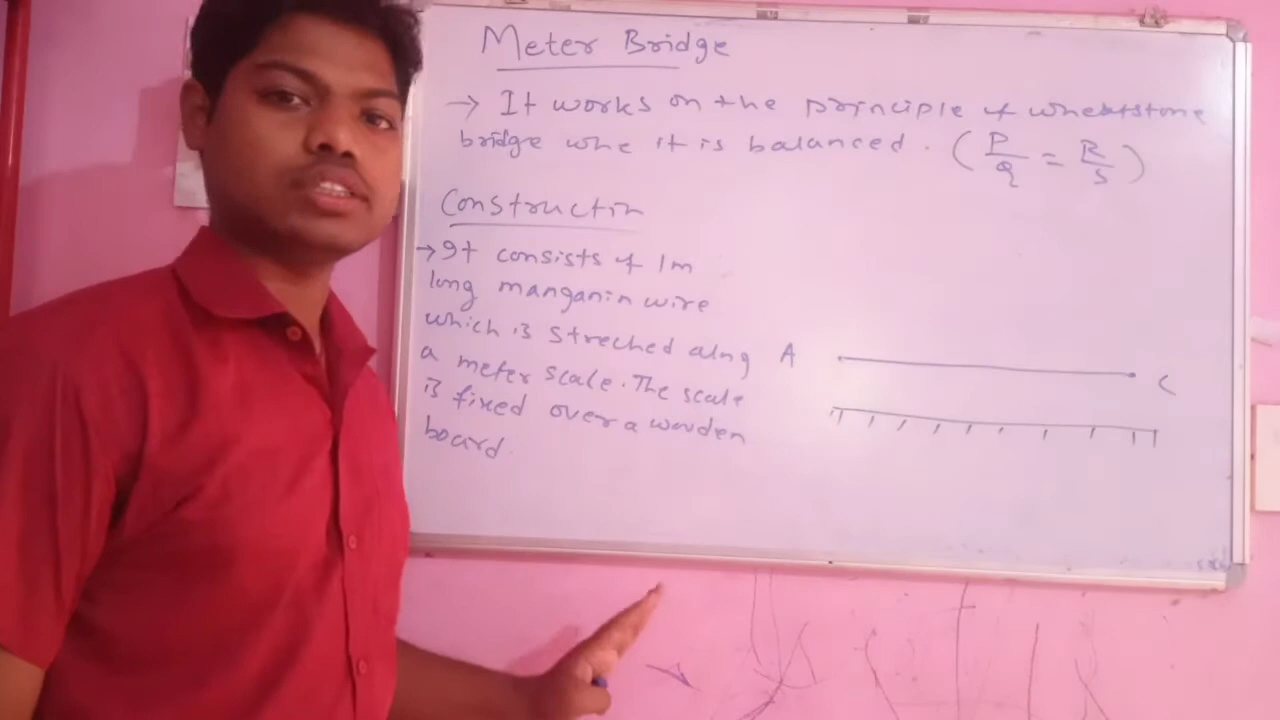 Meter Bridge
→ It works on the principle of wheatstone
bridge whe it is balanced. (P/Q = R/S)
Construction
→ It consists of 1m
long manganin wire
which is streched along
a meter scale. The scale
is fixed over a wooden
board.
A
C